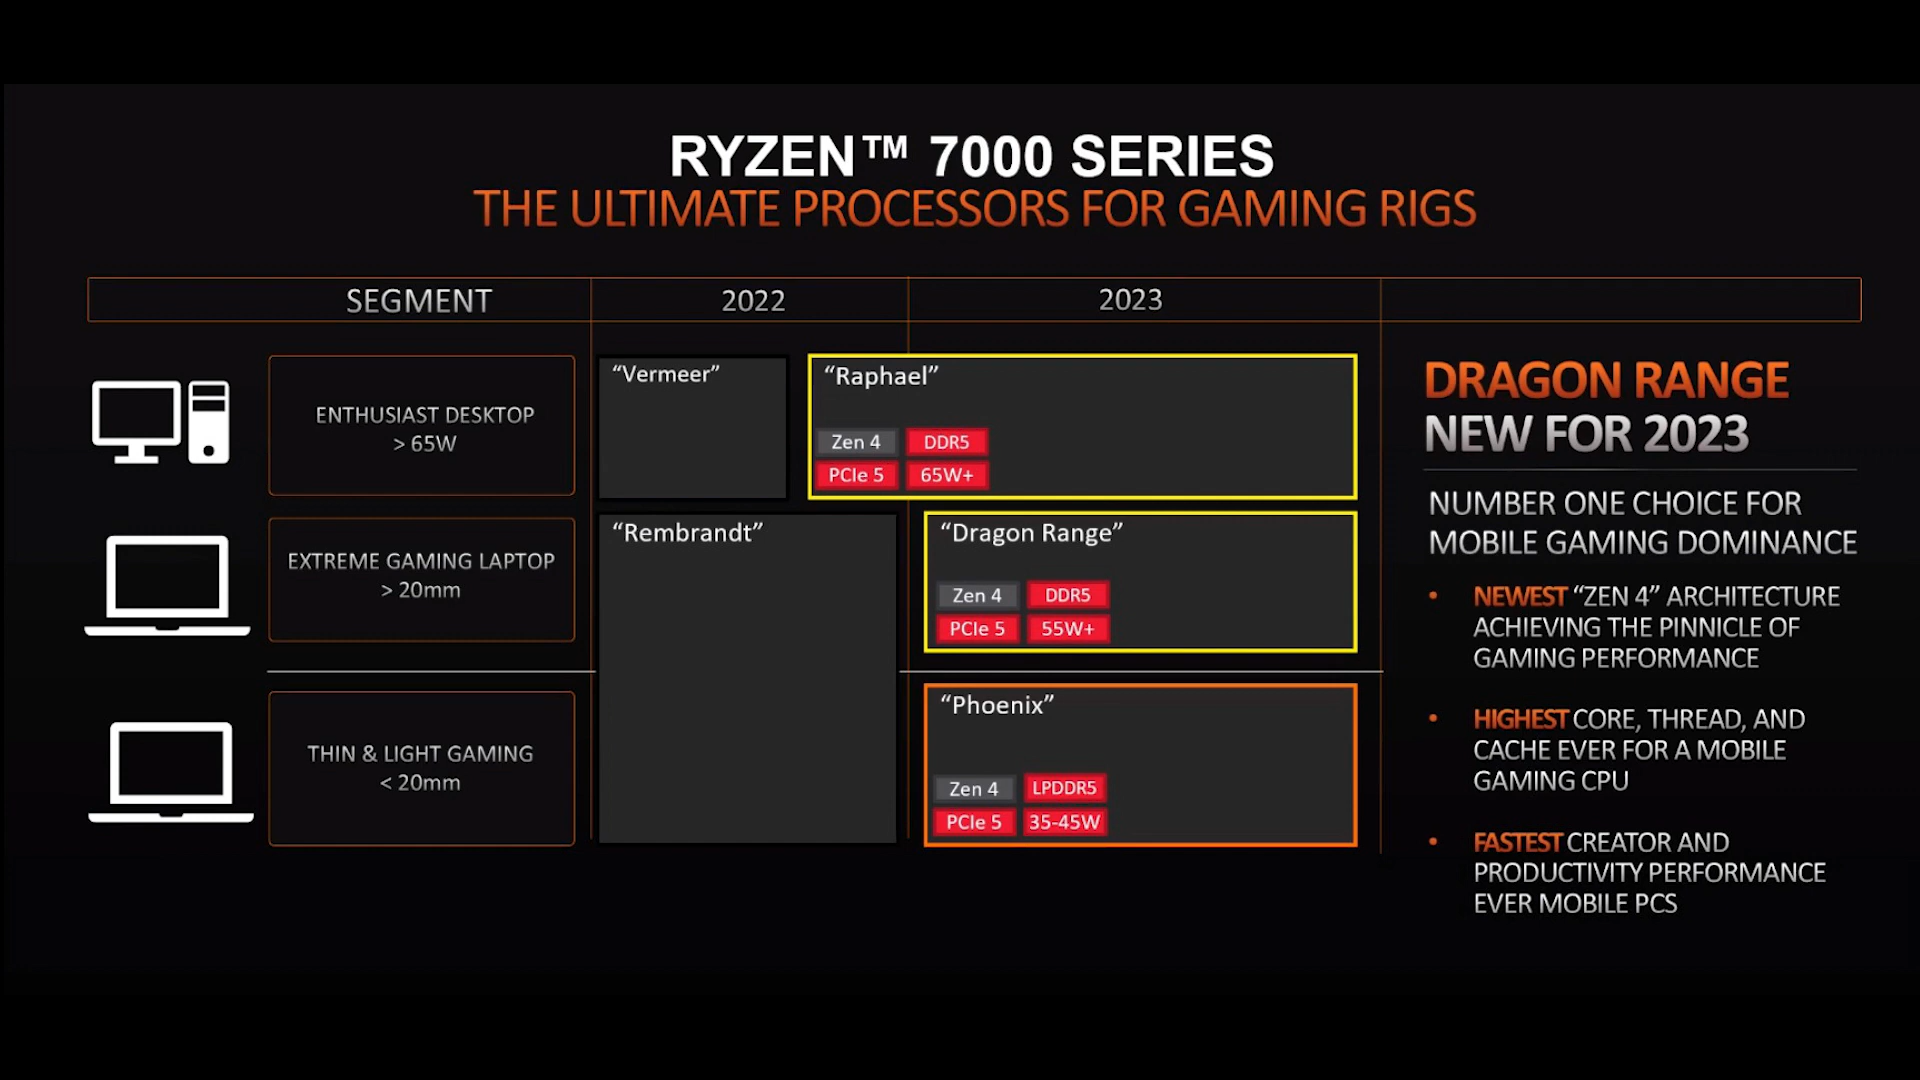 RYZEN™ 7000 SERIES
THE ULTIMATE PROCESSORS FOR GAMING RIGS
SEGMENT
2022
2023
ENTHUSIAST DESKTOP
> 65W
“Vermeer”
“Raphael”
Zen 4
DDR5
PCIe 5
65W+
EXTREME GAMING LAPTOP
> 20mm
“Rembrandt”
“Dragon Range”
Zen 4
DDR5
PCIe 5
55W+
THIN & LIGHT GAMING
< 20mm
“Phoenix”
Zen 4
LPDDR5
PCIe 5
35-45W
DRAGON RANGE
NEW FOR 2023
NUMBER ONE CHOICE FOR
MOBILE GAMING DOMINANCE
• NEWEST “ZEN 4” ARCHITECTURE
ACHIEVING THE PINNICLE OF
GAMING PERFORMANCE
• HIGHEST CORE, THREAD, AND
CACHE EVER FOR A MOBILE
GAMING CPU
• FASTEST CREATOR AND
PRODUCTIVITY PERFORMANCE
EVER MOBILE PCS